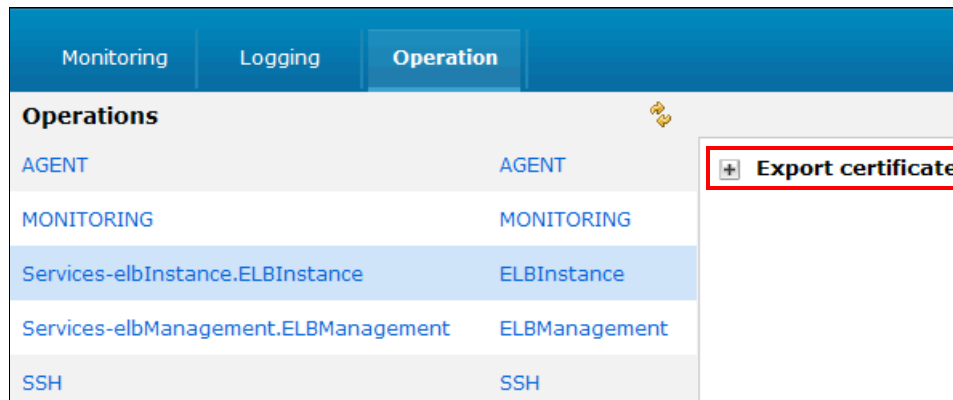 Monitoring Logging Operation
Operations
AGENT AGENT
Export certificate
MONITORING MONITORING
Services-elbInstance.ELBInstance ELBInstance
Services-elbManagement.ELBManagement ELBManagement
SSH SSH